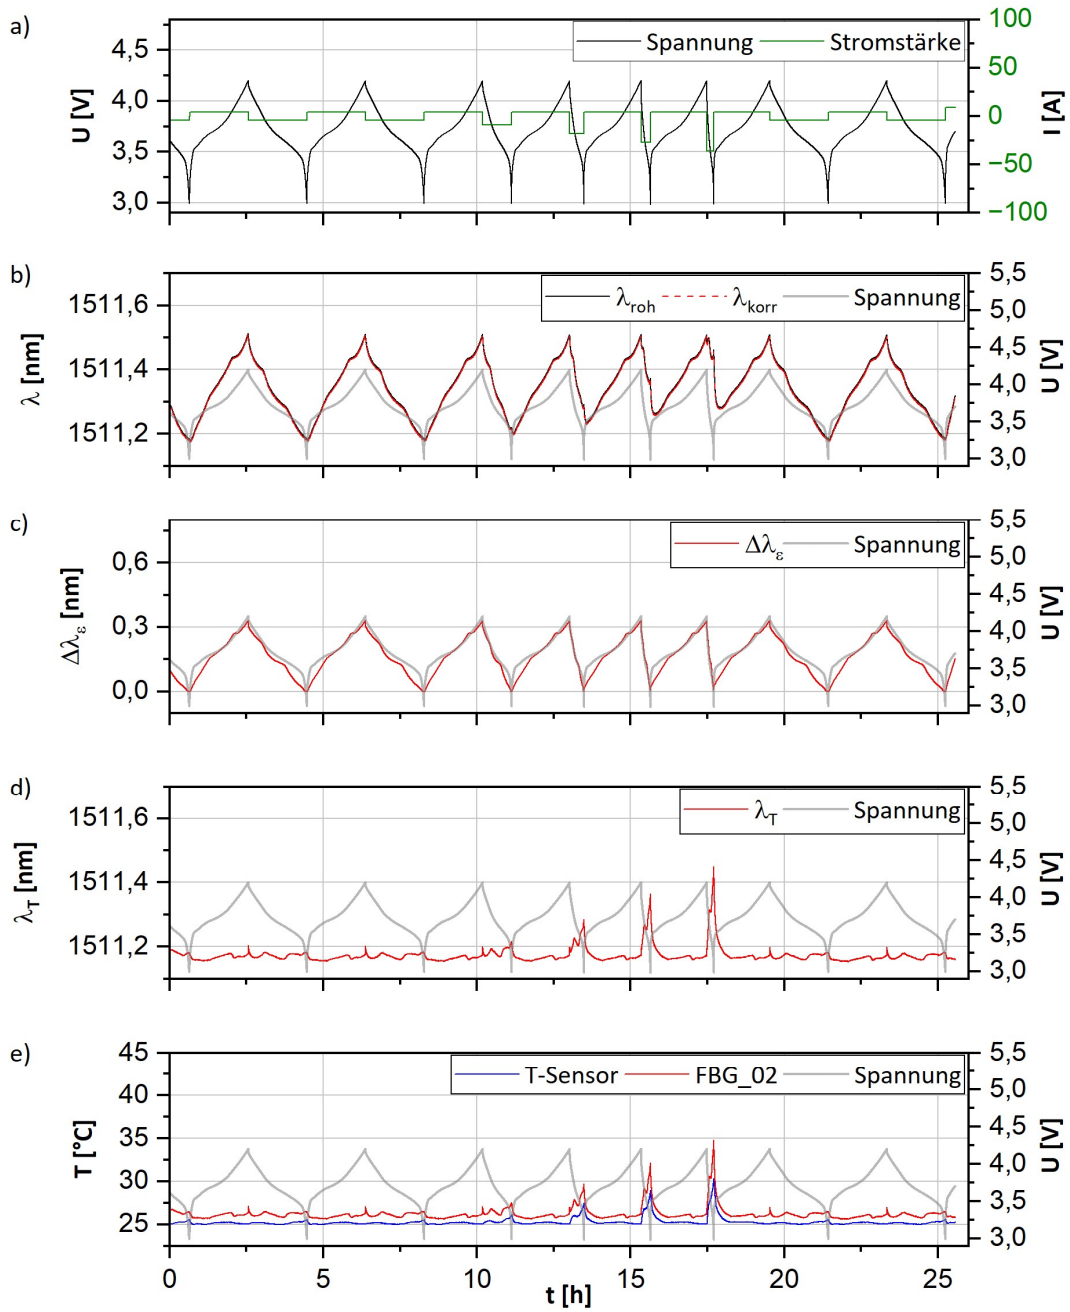 a)
4,5
4,0
3,5
3,0
U [V]
Spannung
Stromstärke
100
50
0
−50
−100
I [A]
b)
1511,6
1511,4
1511,2
λ [nm]
λroh
λkorr
Spannung
5,5
5,0
4,5
4,0
3,5
3,0
U [V]
c)
0,6
0,3
0,0
Δλε [nm]
Δλε
Spannung
5,5
5,0
4,5
4,0
3,5
3,0
U [V]
d)
1511,6
1511,4
1511,2
λT [nm]
λT
Spannung
5,5
5,0
4,5
4,0
3,5
3,0
U [V]
e)
45
40
35
30
25
T [°C]
T-Sensor
FBG_02
Spannung
5,5
5,0
4,5
4,0
3,5
3,0
U [V]
0
5
10
15
20
25
t [h]